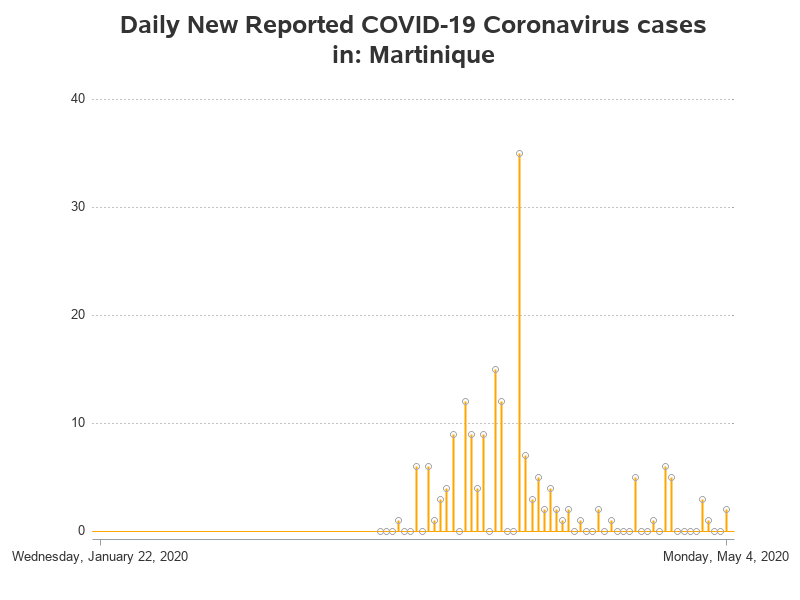 Daily New Reported COVID-19 Coronavirus cases
in: Martinique
40
30
20
10
0
Wednesday, January 22, 2020 Monday, May 4, 2020